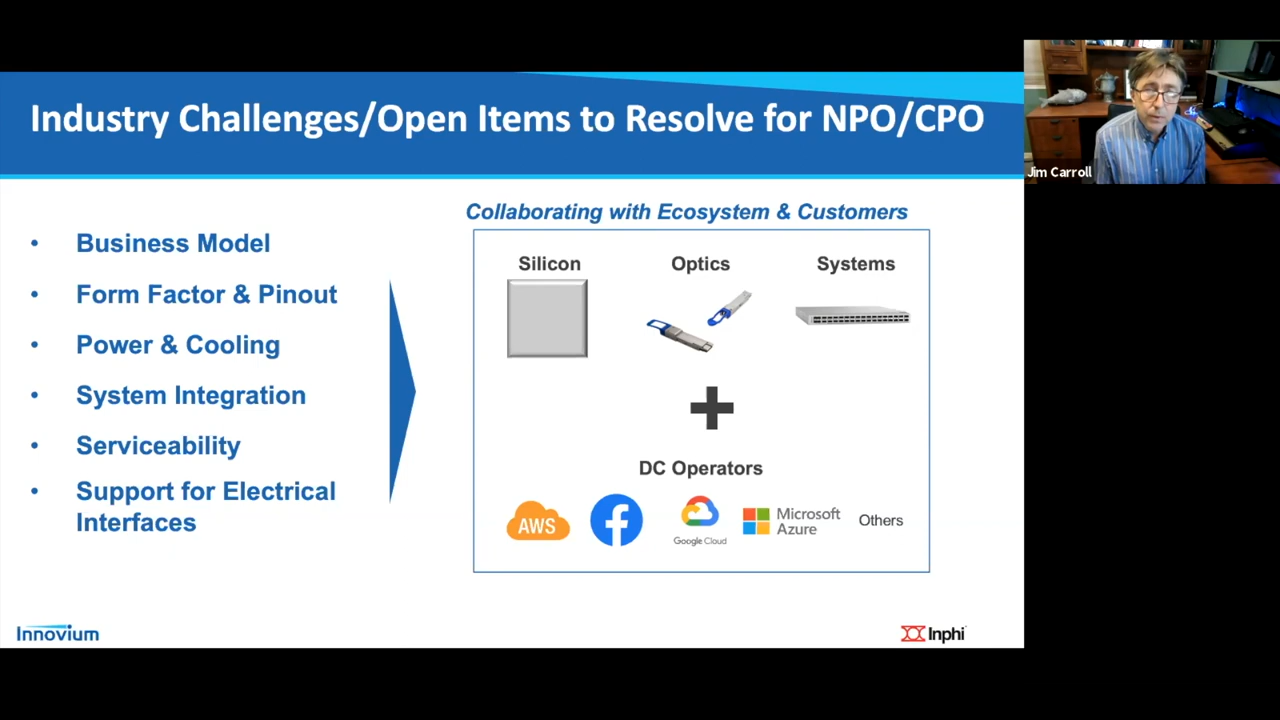 Industry Challenges/Open Items to Resolve for NPO/CPO
Jim Carroll
• Business Model
• Form Factor & Pinout
• Power & Cooling
• System Integration
• Serviceability
• Support for Electrical
Interfaces
Collaborating with Ecosystem & Customers
Silicon
Optics
Systems
DC Operators
AWS
Google Cloud
Microsoft
Azure
Others
Innovium
Inphi